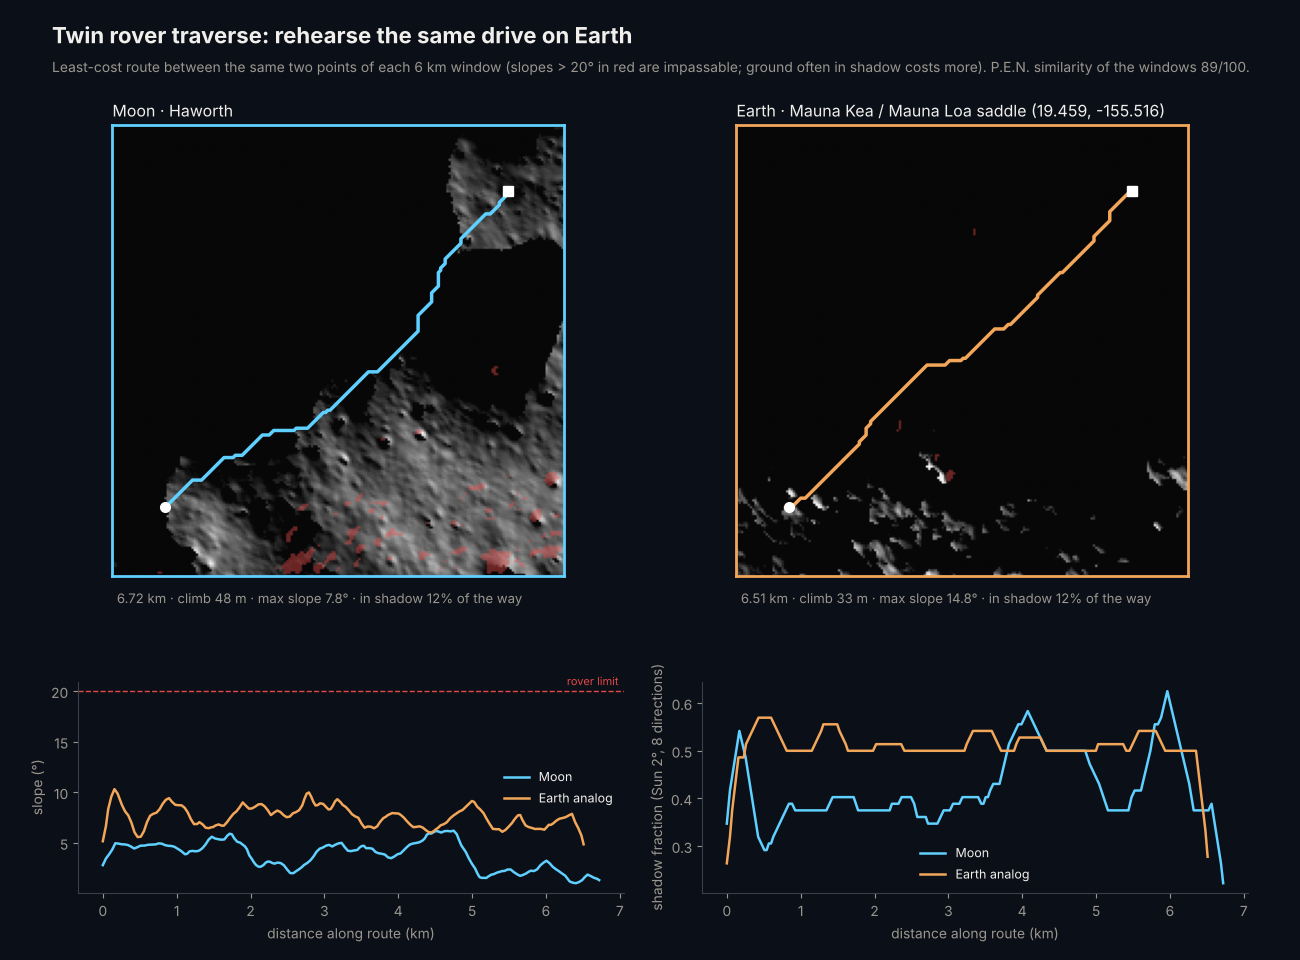 Twin rover traverse: rehearse the same drive on Earth
Least-cost route between the same two points of each 6 km window (slopes > 20° in red are impassable; ground often in shadow costs more). P.E.N. similarity of the windows 89/100.
Moon · Haworth
Earth · Mauna Kea / Mauna Loa saddle (19.459, -155.516)
6.72 km · climb 48 m · max slope 7.8° · in shadow 12% of the way
6.51 km · climb 33 m · max slope 14.8° · in shadow 12% of the way
slope (°)
20
15
10
5
rover limit
Moon
Earth analog
0 1 2 3 4 5 6 7
distance along route (km)
shadow fraction (Sun 2°, 8 directions)
0.6
0.5
0.4
0.3
Moon
Earth analog
0 1 2 3 4 5 6 7
distance along route (km)